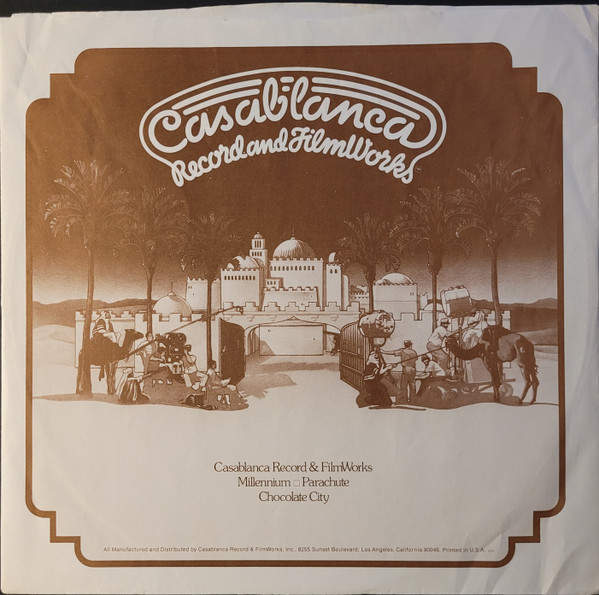 Casablanca
Record and FilmWorks
Casablanca Record & FilmWorks
Millennium □ Parachute
Chocolate City
All Manufactured and Distributed by Casablanca Record & FilmWorks, Inc., 8255 Sunset Boulevard, Los Angeles, California 90046. Printed in U.S.A.